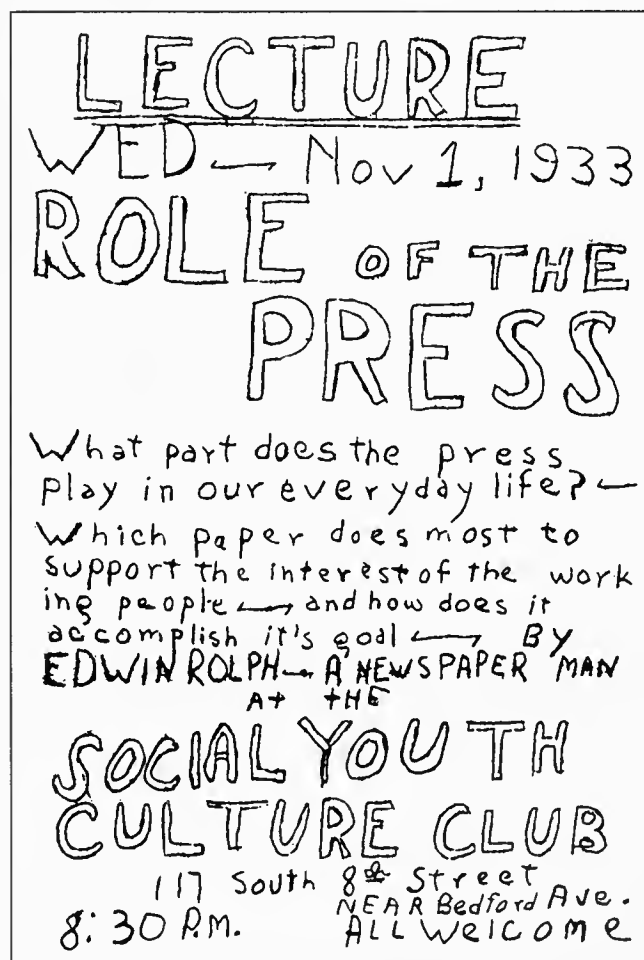 LECTURE
WED — Nov 1, 1933
ROLE OF THE
PRESS
What part does the press
play in our everyday life? —
Which paper does most to
support the interest of the work
ing people — and how does it
accomplish it's goal — BY
EDWIN ROLPH — A NEWSPAPER MAN
At tHE
SOCIAL YOUTH
CULTURE CLUB
117 South 8th Street
NEAR Bedford Ave.
8:30 P.M. ALL Welcome